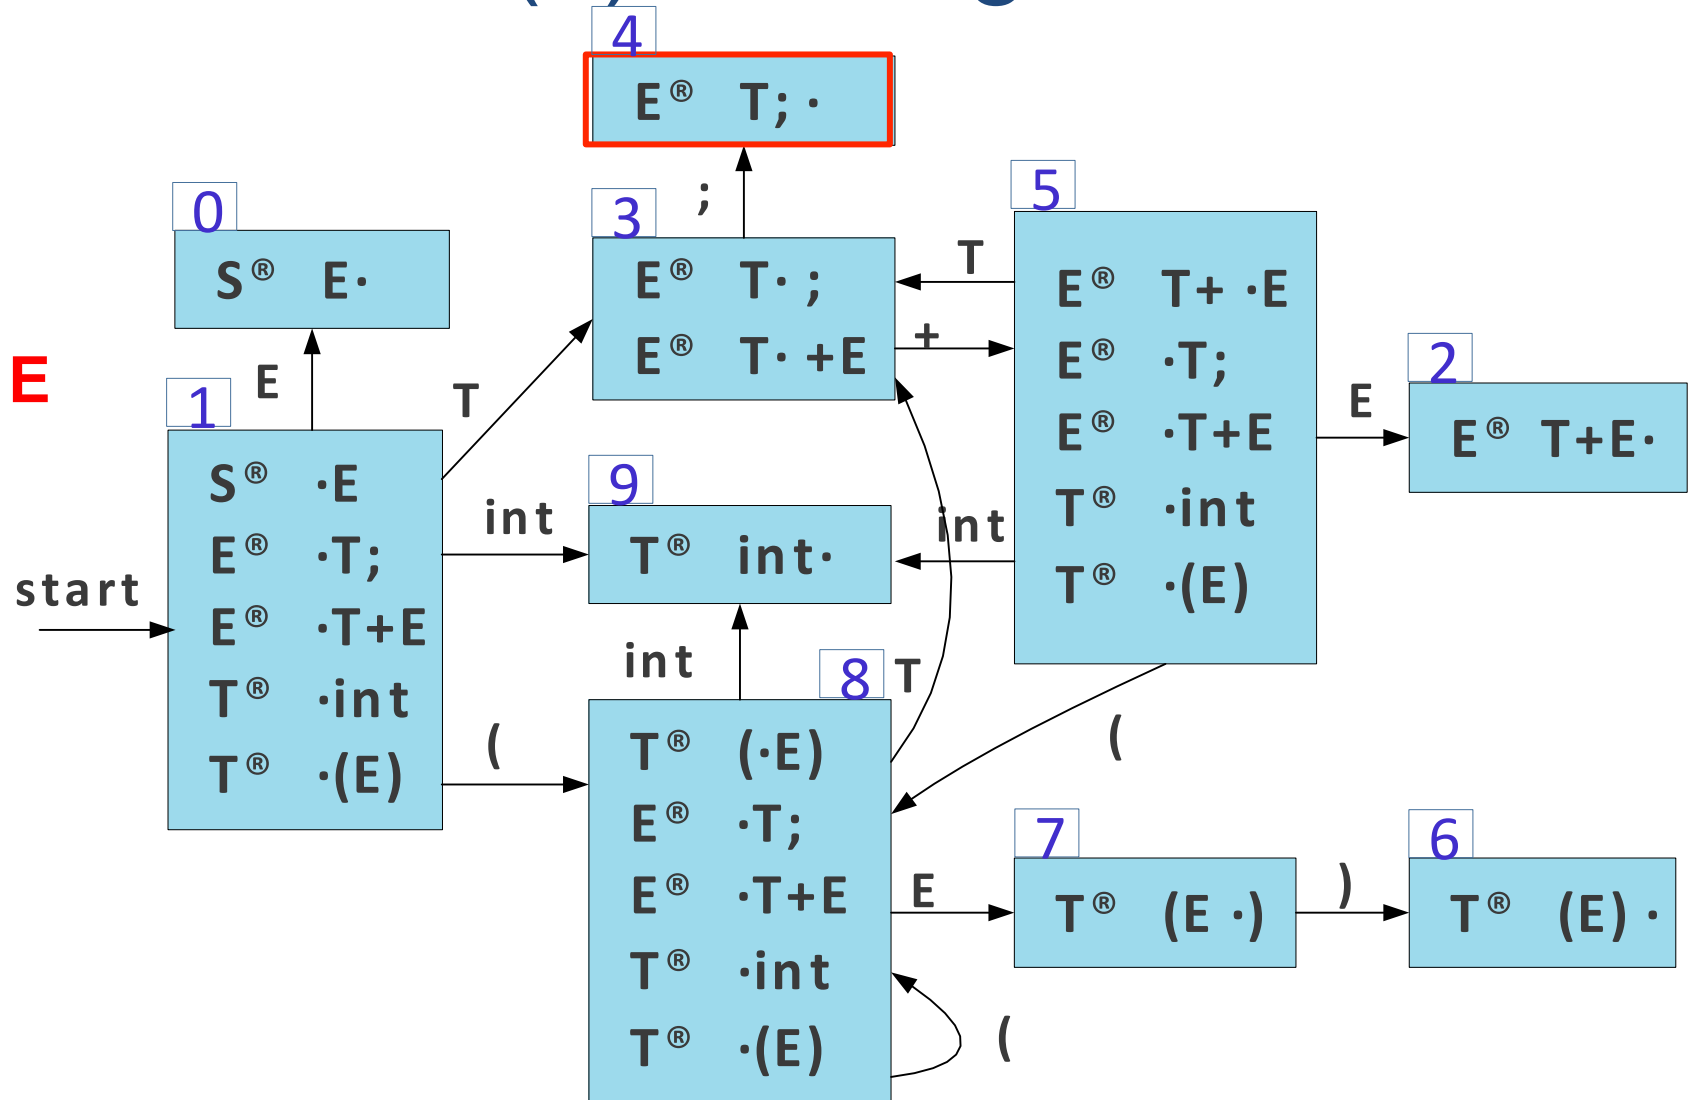 4
E® T;·
;
0
S® E·
3
E® T· ;
E® T· +E
T
+
5
E® T+ ·E
E® ·T;
E® ·T+E
T® ·int
T® ·(E)
E
2
E® T+E·
E
E
T
1
S® ·E
E® ·T;
E® ·T+E
T® ·int
T® ·(E)
start
int
9
T® int·
int
int
(
8
T
(
T® (·E)
E® ·T;
E® ·T+E
T® ·int
T® ·(E)
E
(
7
T® (E ·)
)
6
T® (E) ·